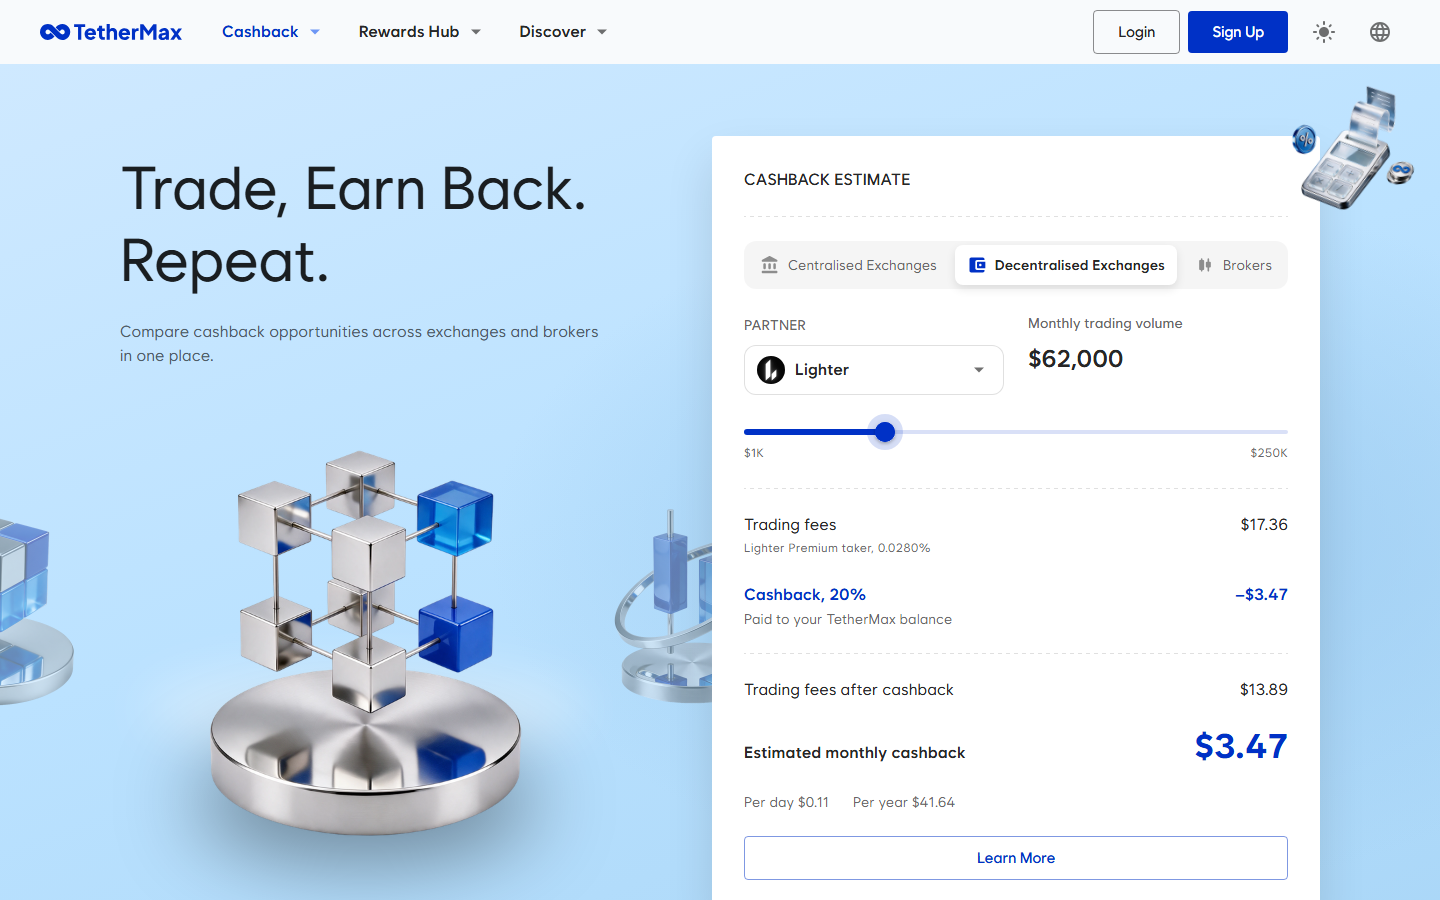 TetherMax
Cashback
Rewards Hub
Discover
Login
Sign Up
Trade, Earn Back.
Repeat.
Compare cashback opportunities across exchanges and brokers
in one place.
CASHBACK ESTIMATE
Centralised Exchanges
Decentralised Exchanges
Brokers
PARTNER
Lighter
Monthly trading volume
$62,000
$1K
$250K
Trading fees
$17.36
Lighter Premium taker, 0.0280%
Cashback, 20%
–$3.47
Paid to your TetherMax balance
Trading fees after cashback
$13.89
Estimated monthly cashback
$3.47
Per day $0.11
Per year $41.64
Learn More